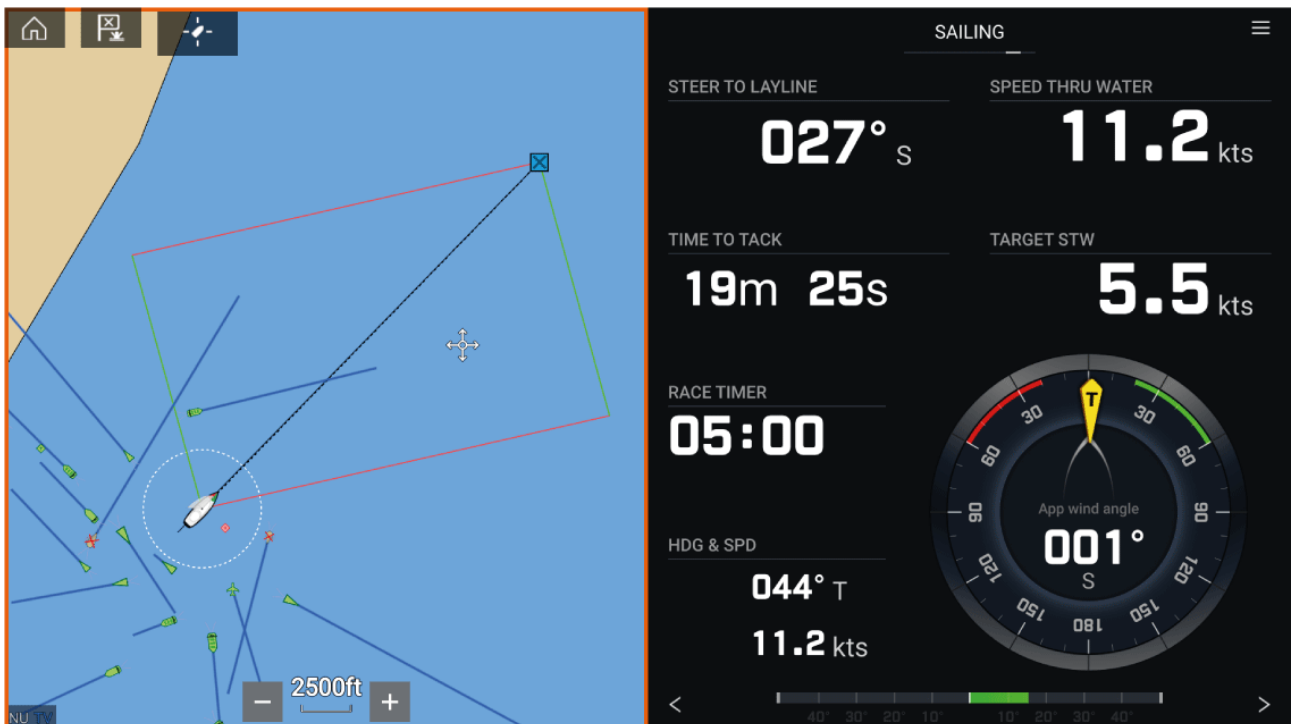 SAILING
STEER TO LAYLINE
027° S
SPEED THRU WATER
11.2 kts
TIME TO TACK
19m 25s
TARGET STW
5.5 kts
RACE TIMER
05:00
HDG & SPD
044° T
11.2 kts
T
30 30
60 60
90 90
120 120
150 150
180
App wind angle
001°
S
40° 30° 20° 10° 10° 20° 30° 40°
2500ft
NU TV